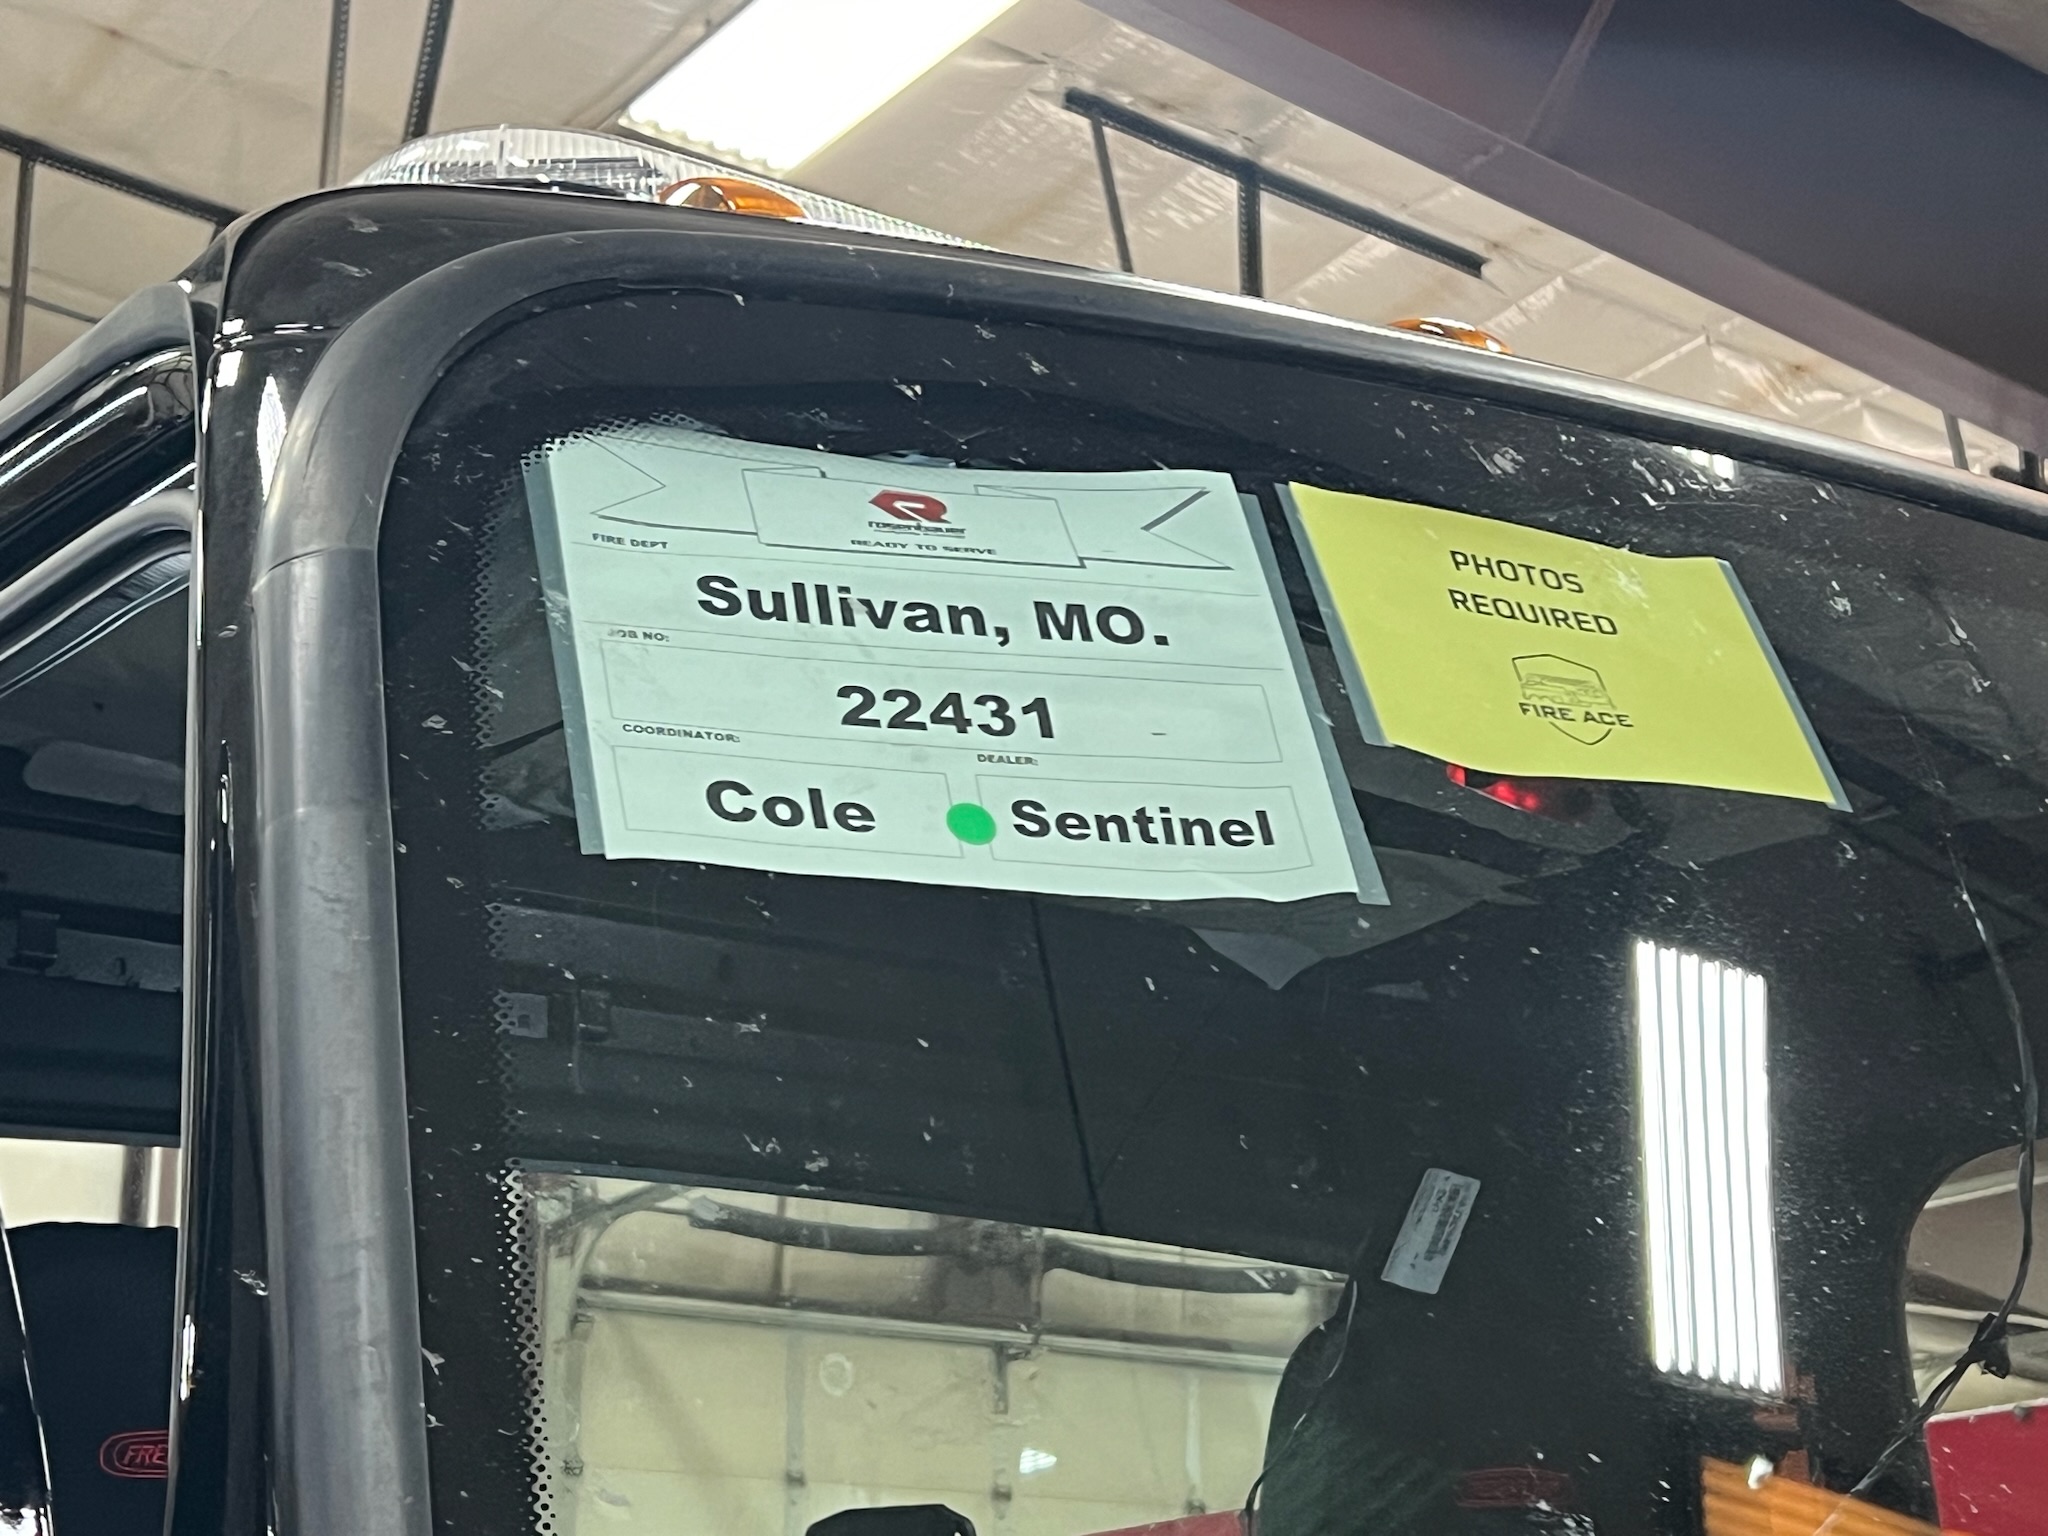 rosenbauer
READY TO SERVE
FIRE DEPT
Sullivan, MO.
JOB NO:
22431
COORDINATOR:
DEALER:
Cole
Sentinel
PHOTOS
REQUIRED
FIRE ACE